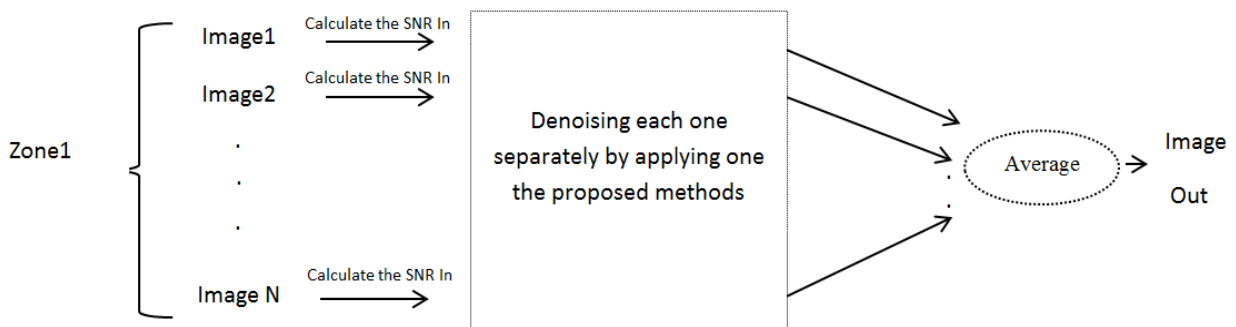 Zone1
Image1
Calculate the SNR In
Image2
Calculate the SNR In
.
.
.
Image N
Calculate the SNR In
Denoising each one
separately by applying one
the proposed methods
.
.
Average
Image
Out